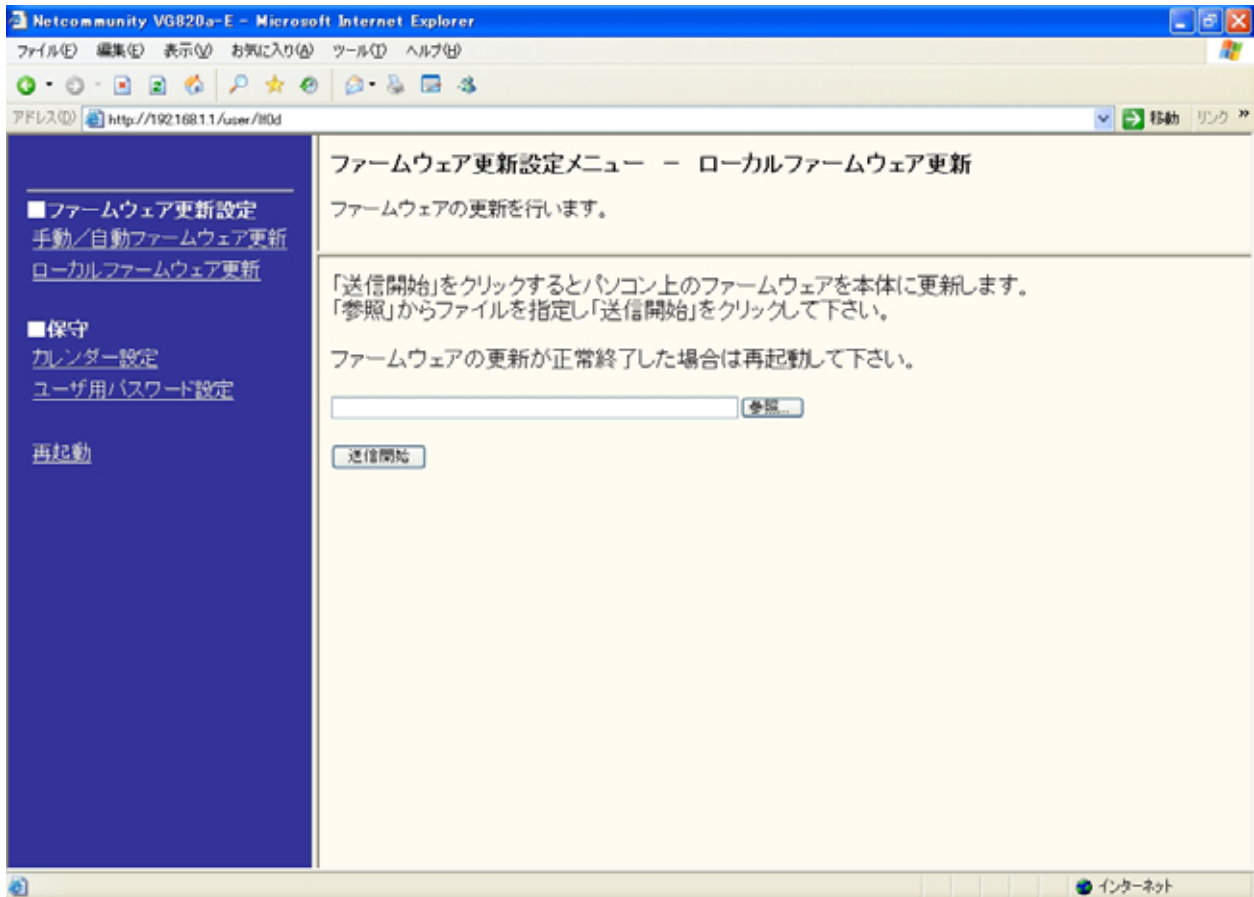 Netcommunity VG820a-E - Microsoft Internet Explorer
ファイル(F) 編集(E) 表示(V) お気に入り(A) ツール(T) ヘルプ(H)
アドレス(D) http://192.168.1.1/user/ 移動 リンク »
■ファームウェア更新設定
手動／自動ファームウェア更新
ローカルファームウェア更新
■保守
カレンダー設定
ユーザ用パスワード設定
再起動
ファームウェア更新設定メニュー － ローカルファームウェア更新
ファームウェアの更新を行います。
「送信開始」をクリックするとパソコン上のファームウェアを本体に更新します。
「参照」からファイルを指定し「送信開始」をクリックして下さい。
ファームウェアの更新が正常終了した場合は再起動して下さい。
参照...
送信開始
インターネット